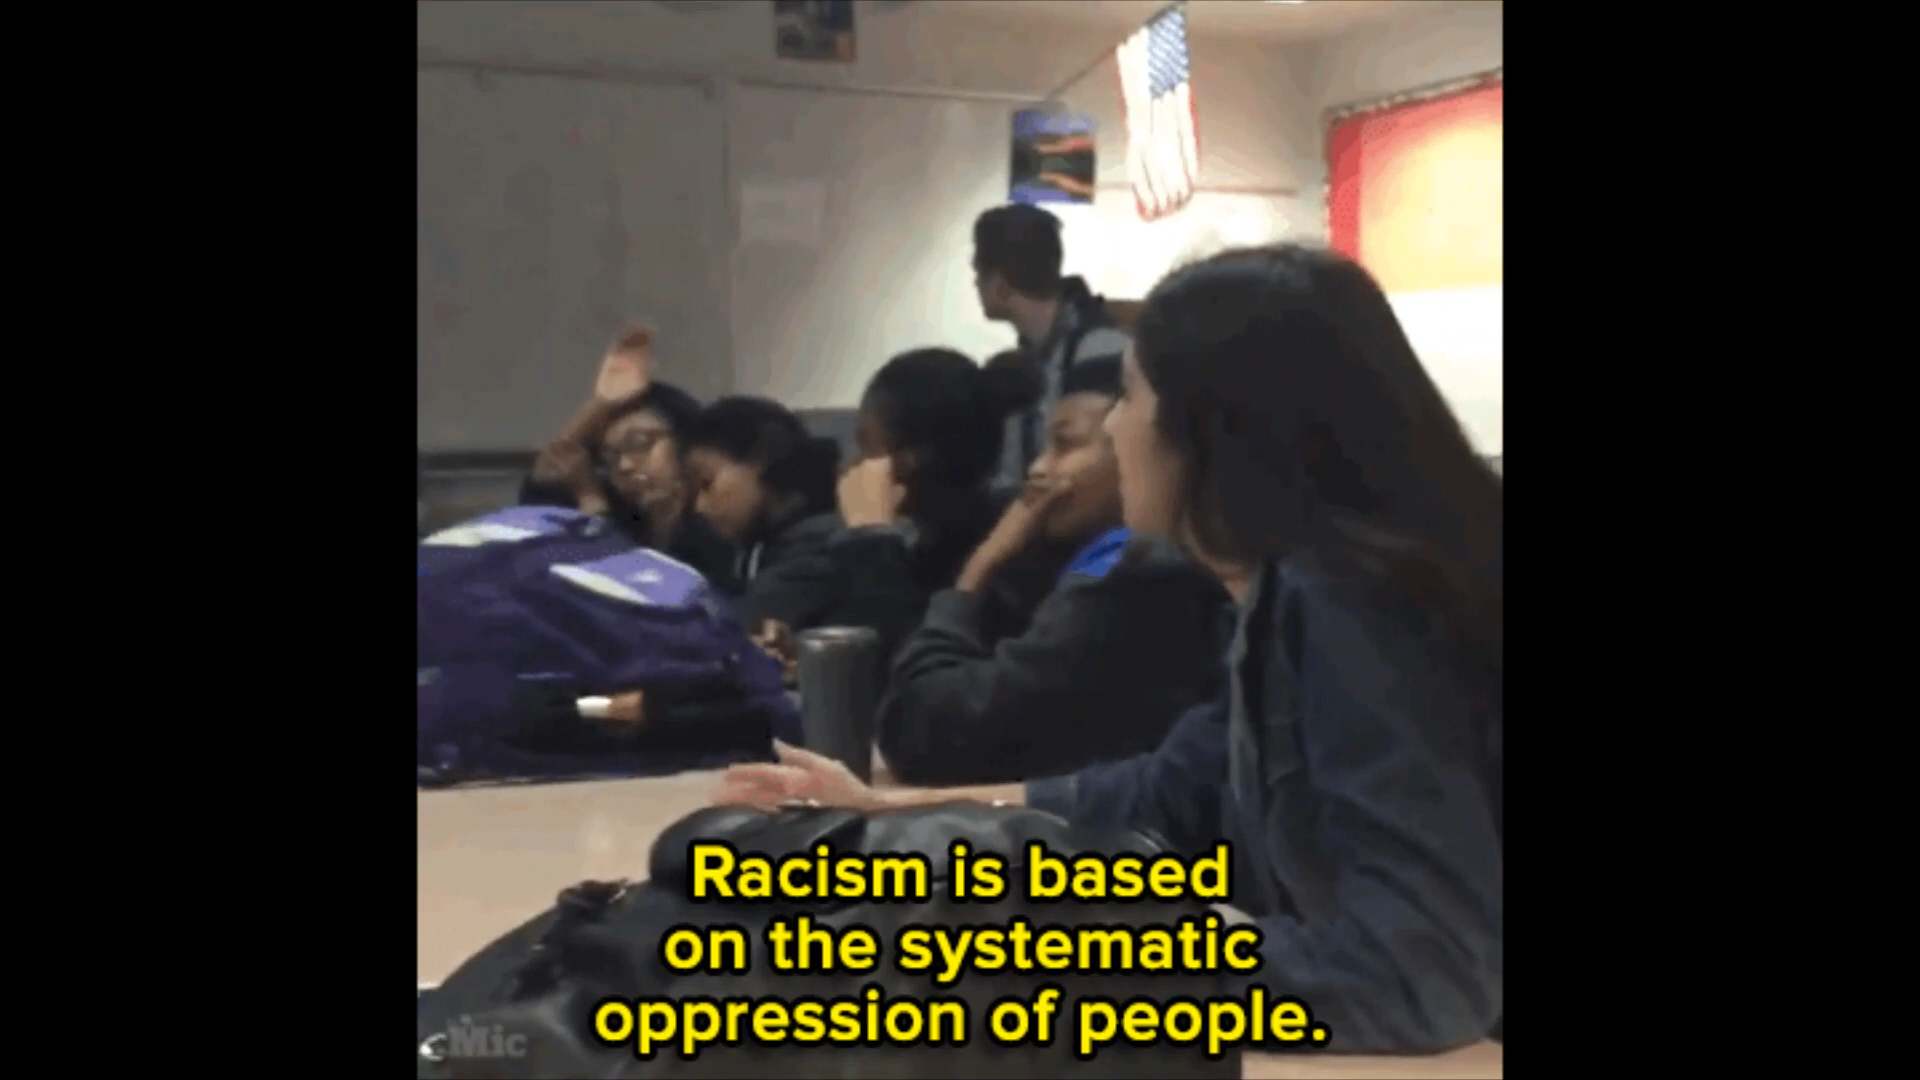 Racism is based
on the systematic
oppression of people.
Mic